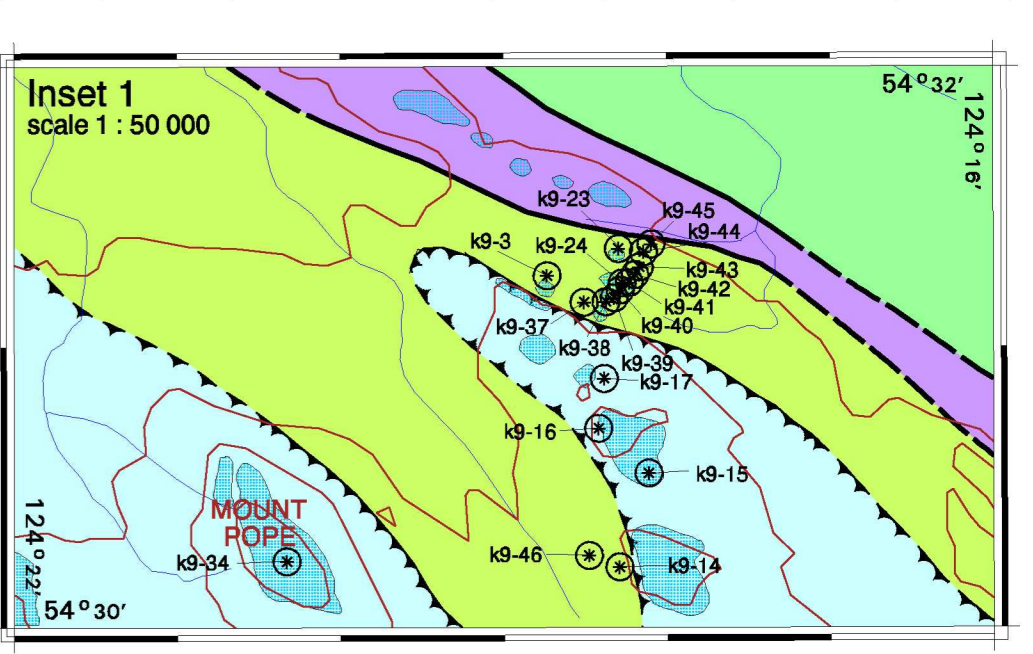 Inset 1
scale 1 : 50 000
54° 32′
124° 16′
k9-23
k9-45
k9-44
k9-3
k9-24
k9-43
k9-42
k9-41
k9-40
k9-37
k9-38
k9-39
k9-17
k9-16
k9-15
MOUNT
POPE
k9-34
k9-46
k9-14
124° 22′
54° 30′